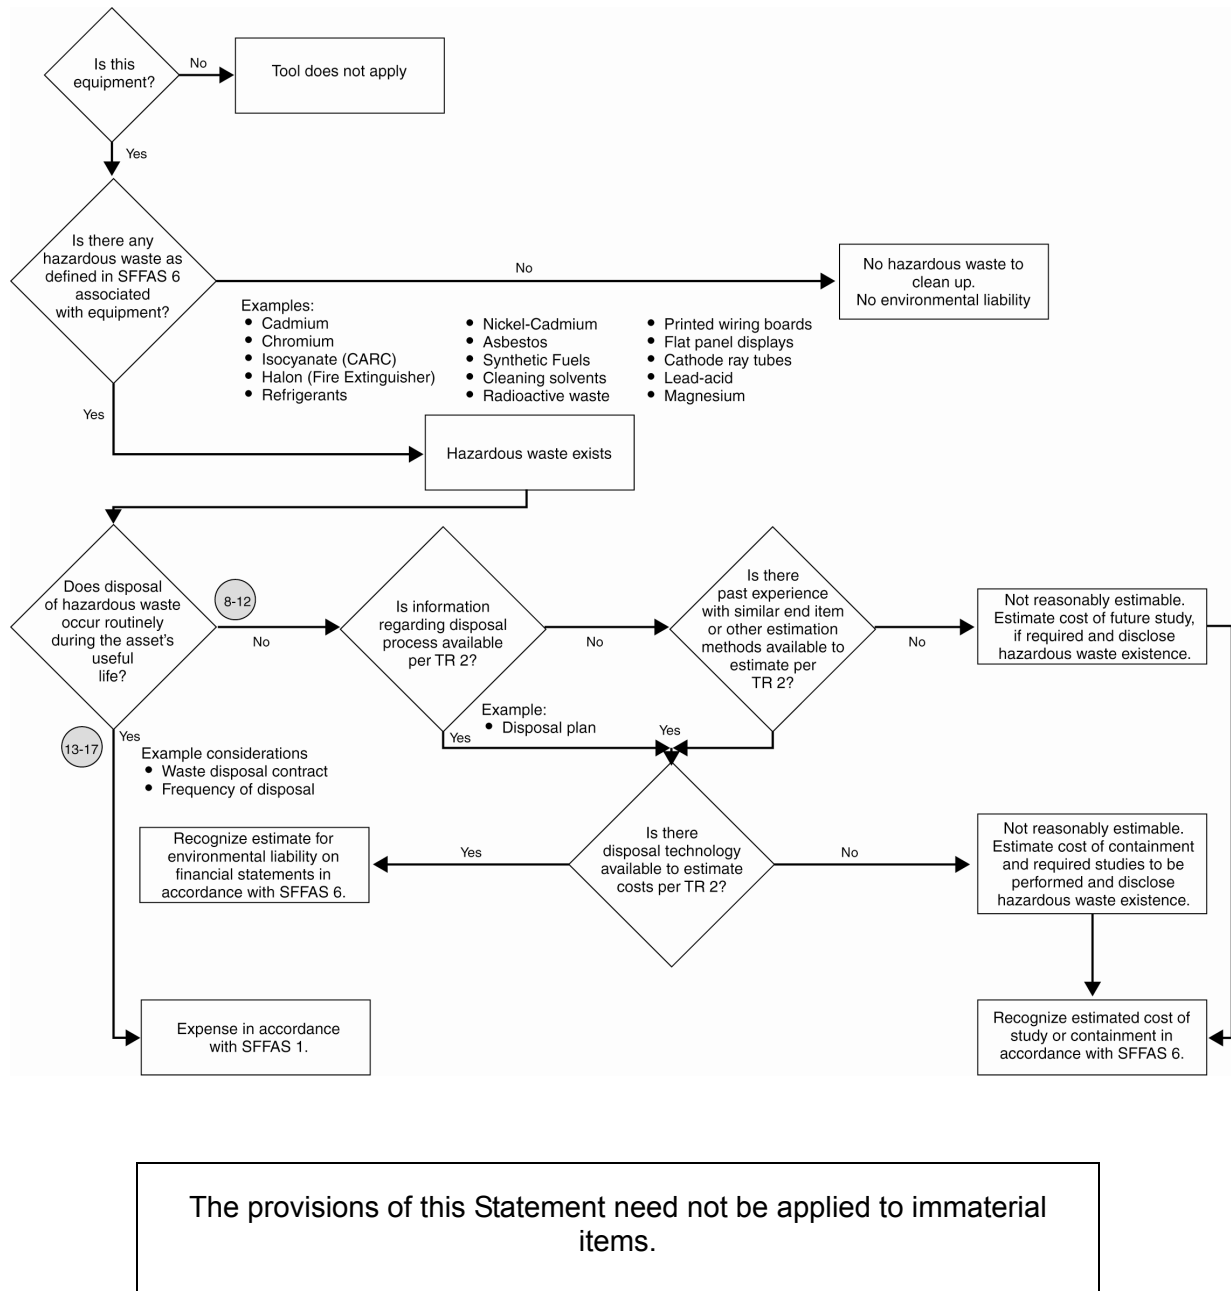 Is this
equipment?
No
Tool does not apply
Yes
Is there any
hazardous waste as
defined in SFFAS 6
associated
with equipment?
No
No hazardous waste to
clean up.
No environmental liability
Examples:
• Cadmium
• Chromium
• Isocyanate (CARC)
• Halon (Fire Extinguisher)
• Refrigerants
• Nickel-Cadmium
• Asbestos
• Synthetic Fuels
• Cleaning solvents
• Radioactive waste
• Printed wiring boards
• Flat panel displays
• Cathode ray tubes
• Lead-acid
• Magnesium
Yes
Hazardous waste exists
Does disposal
of hazardous waste
occur routinely
during the asset's
useful
life?
8-12
No
Is information
regarding disposal
process available
per TR 2?
No
Is there
past experience
with similar end item
or other estimation
methods available to
estimate per
TR 2?
No
Not reasonably estimable.
Estimate cost of future study,
if required and disclose
hazardous waste existence.
13-17
Yes
Example considerations
• Waste disposal contract
• Frequency of disposal
Yes
Example:
• Disposal plan
Yes
Is there
disposal technology
available to estimate
costs per TR 2?
Yes
Recognize estimate for
environmental liability on
financial statements in
accordance with SFFAS 6.
No
Not reasonably estimable.
Estimate cost of containment
and required studies to be
performed and disclose
hazardous waste existence.
Expense in accordance
with SFFAS 1.
Recognize estimated cost of
study or containment in
accordance with SFFAS 6.
The provisions of this Statement need not be applied to immaterial
items.